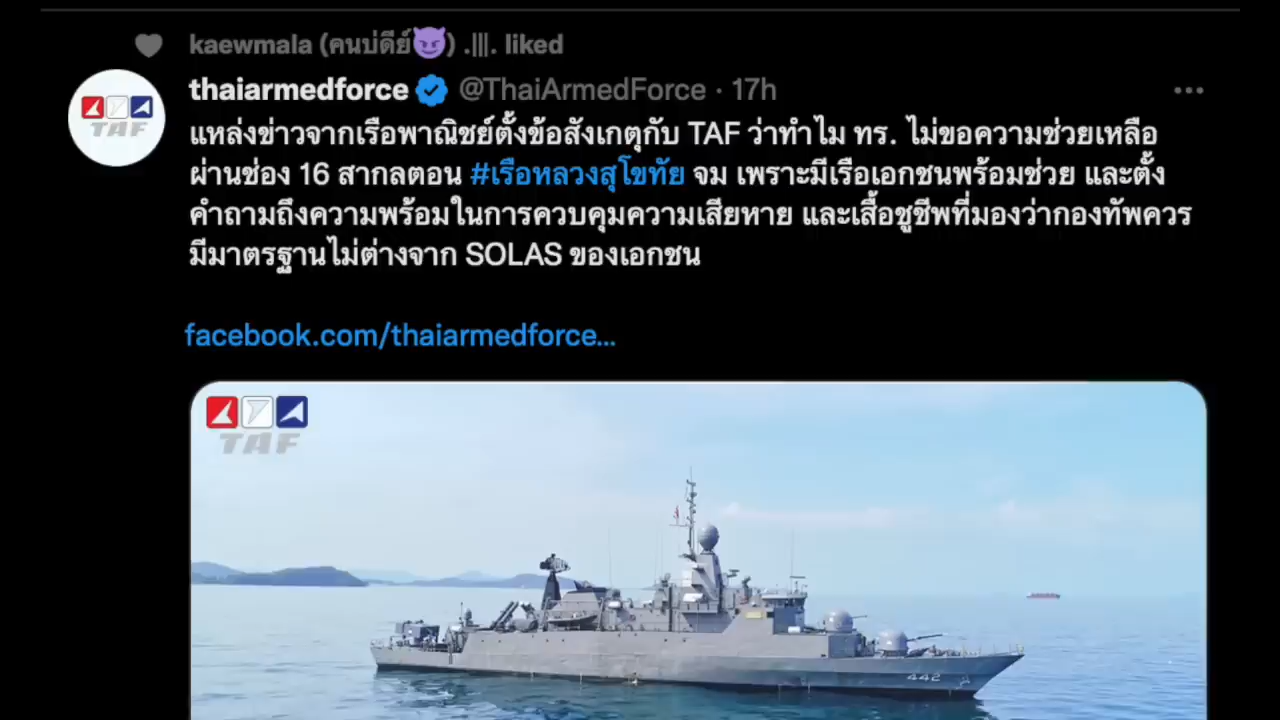 kaewmala (คนบ่ดีย์😈) .|||. liked
thaiarmedforce @ThaiArmedForce · 17h
TAF
แหล่งข่าวจากเรือพาณิชย์ตั้งข้อสังเกตุกับ TAF ว่าทำไม ทร. ไม่ขอความช่วยเหลือ
ผ่านช่อง 16 สากลตอน #เรือหลวงสุโขทัย จม เพราะมีเรือเอกชนพร้อมช่วย และตั้ง
คำถามถึงความพร้อมในการควบคุมความเสียหาย และเสื้อชูชีพที่มองว่ากองทัพควร
มีมาตรฐานไม่ต่างจาก SOLAS ของเอกชน
facebook.com/thaiarmedforce...
TAF
442